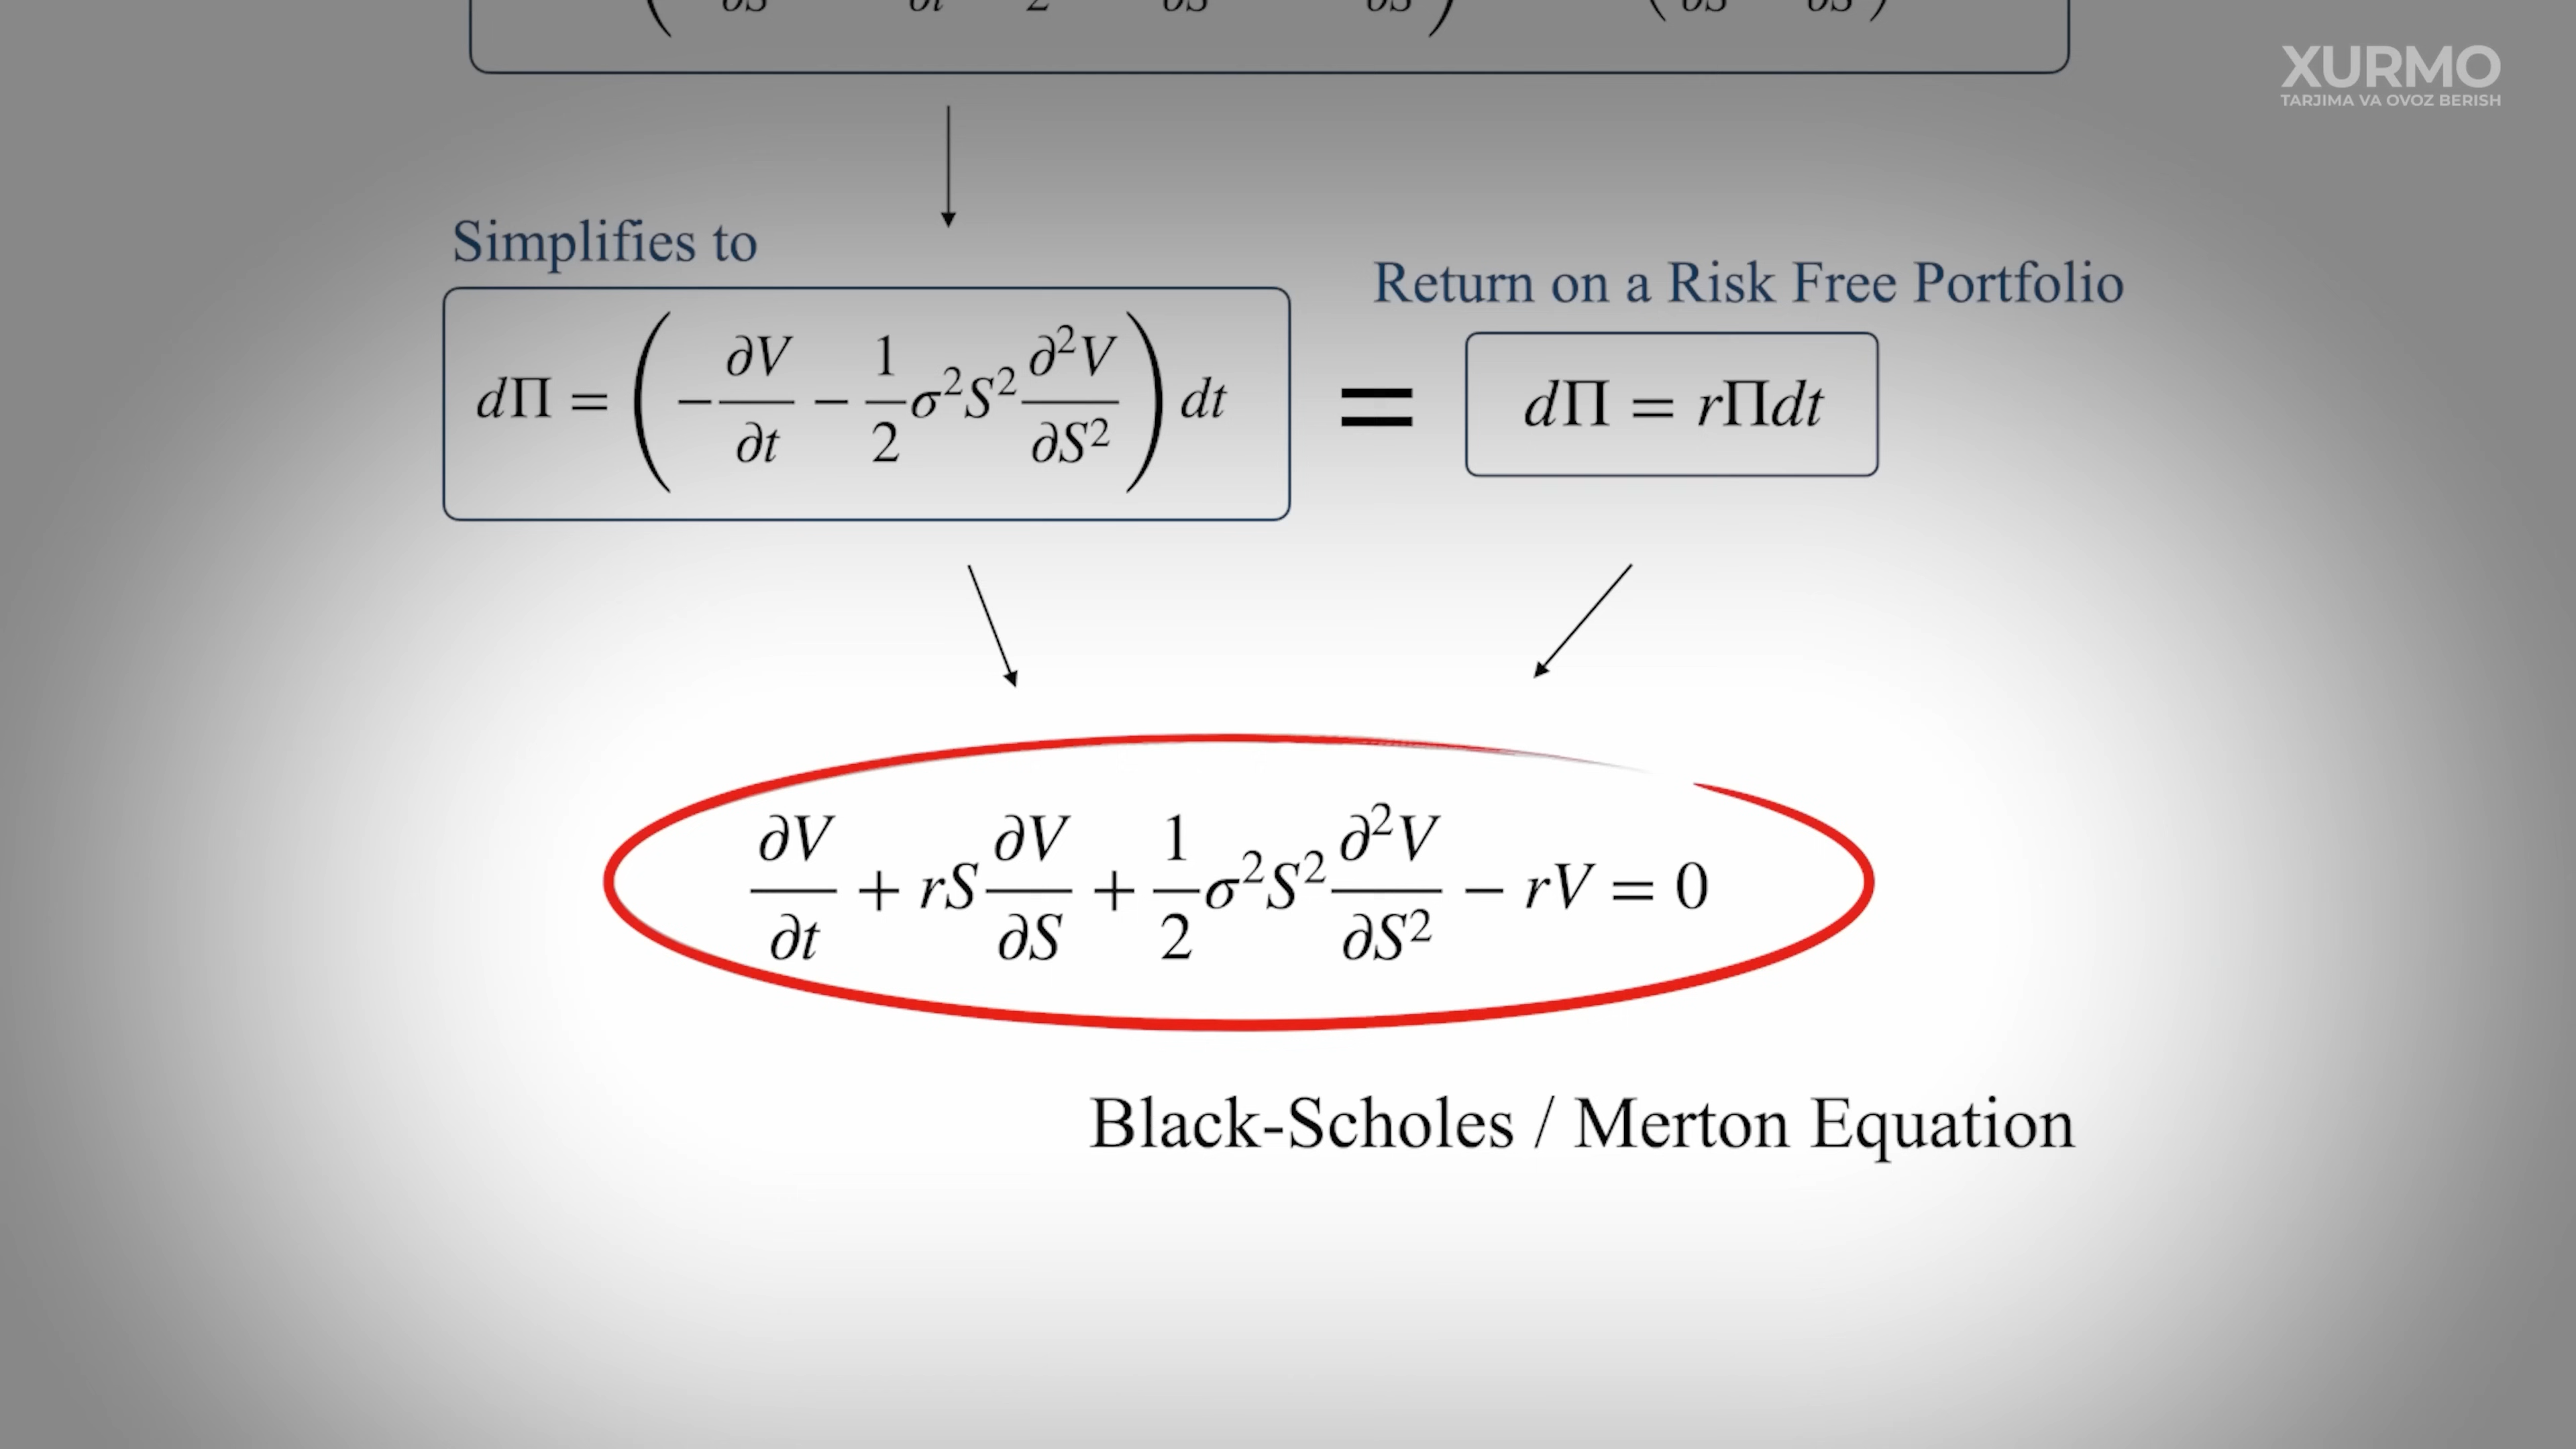 XURMO
TARJIMA VA OVOZ BERISH
Simplifies to
Return on a Risk Free Portfolio
dΠ = (−∂V/∂t − 1/2 σ²S² ∂²V/∂S²) dt = dΠ = rΠdt
∂V/∂t + rS ∂V/∂S + 1/2 σ²S² ∂²V/∂S² − rV = 0
Black-Scholes / Merton Equation